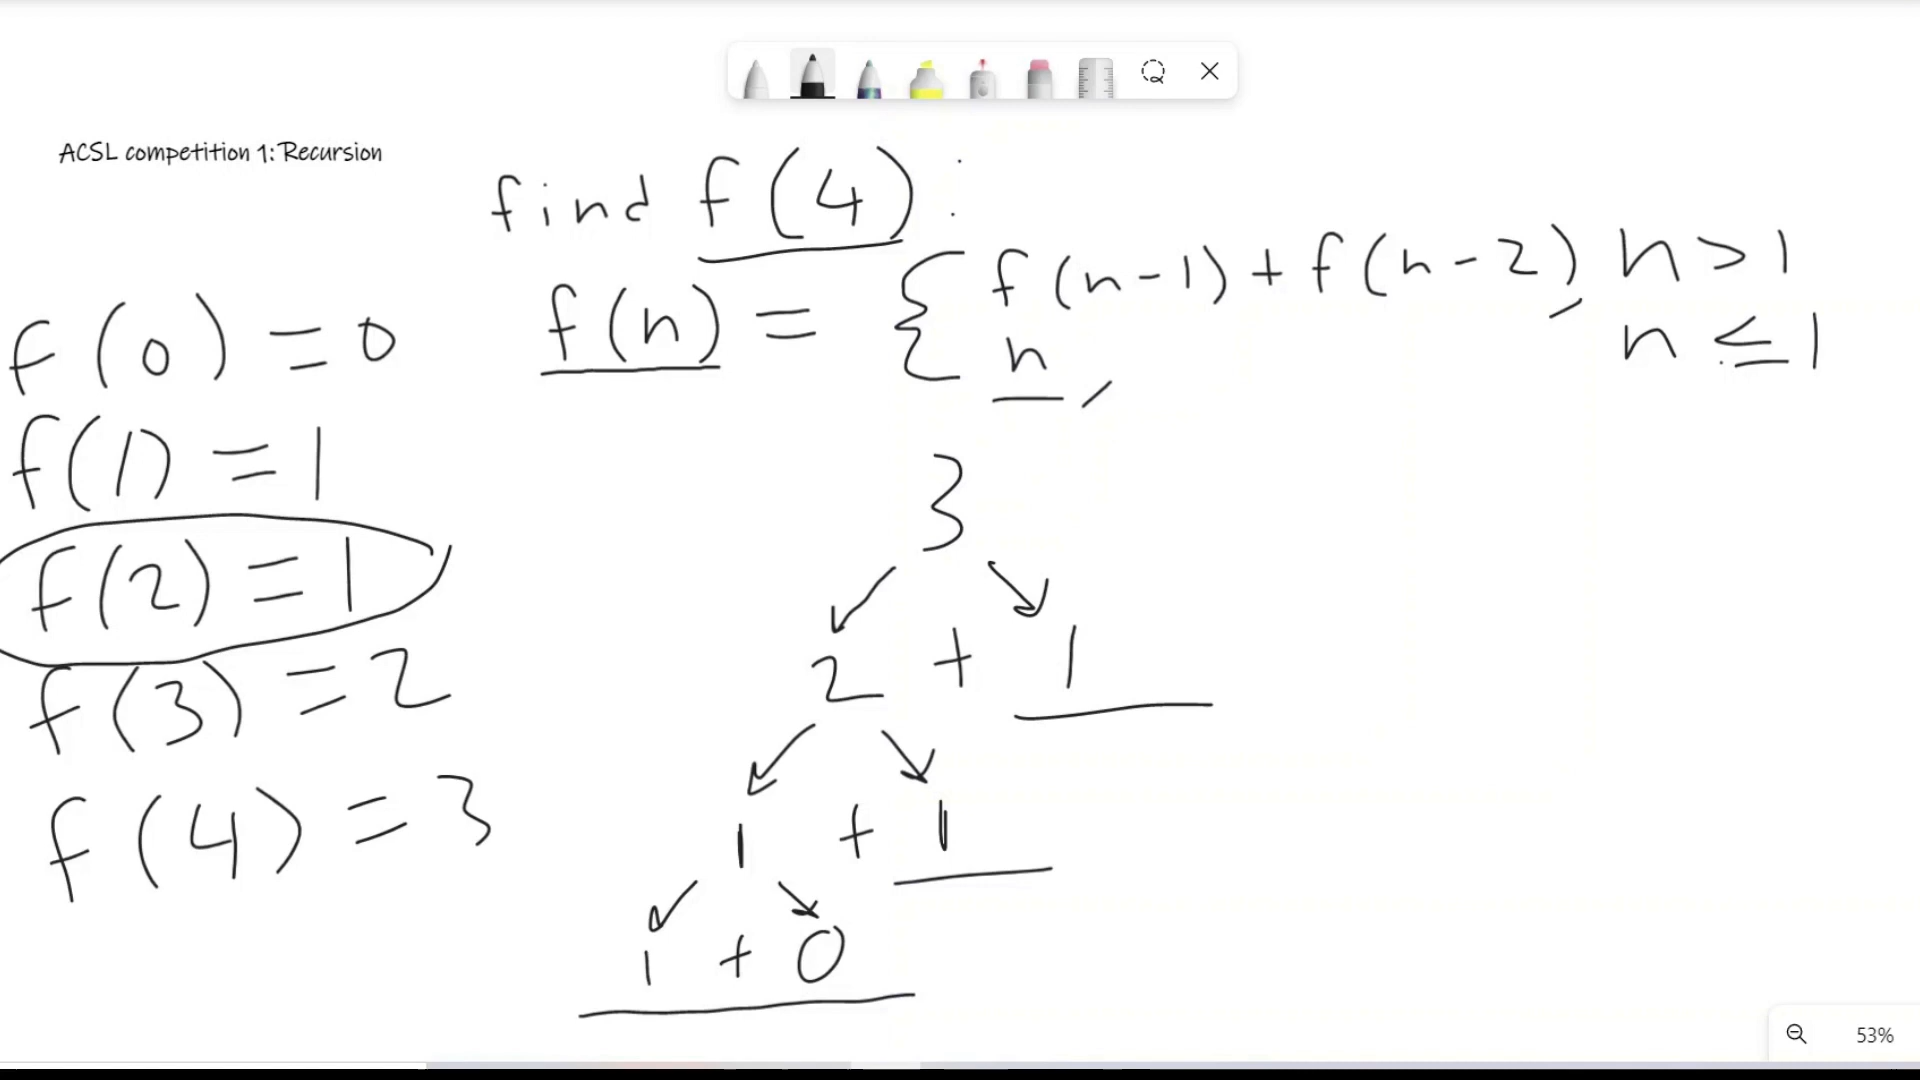 ACSL competition 1: Recursion
find f(4):
f(n) = { f(n-1) + f(n-2), n > 1
n, n ≤ 1
f(0) = 0
f(1) = 1
f(2) = 1
f(3) = 2
f(4) = 3
3
2 + 1
1 + 1
1 + 0
53%